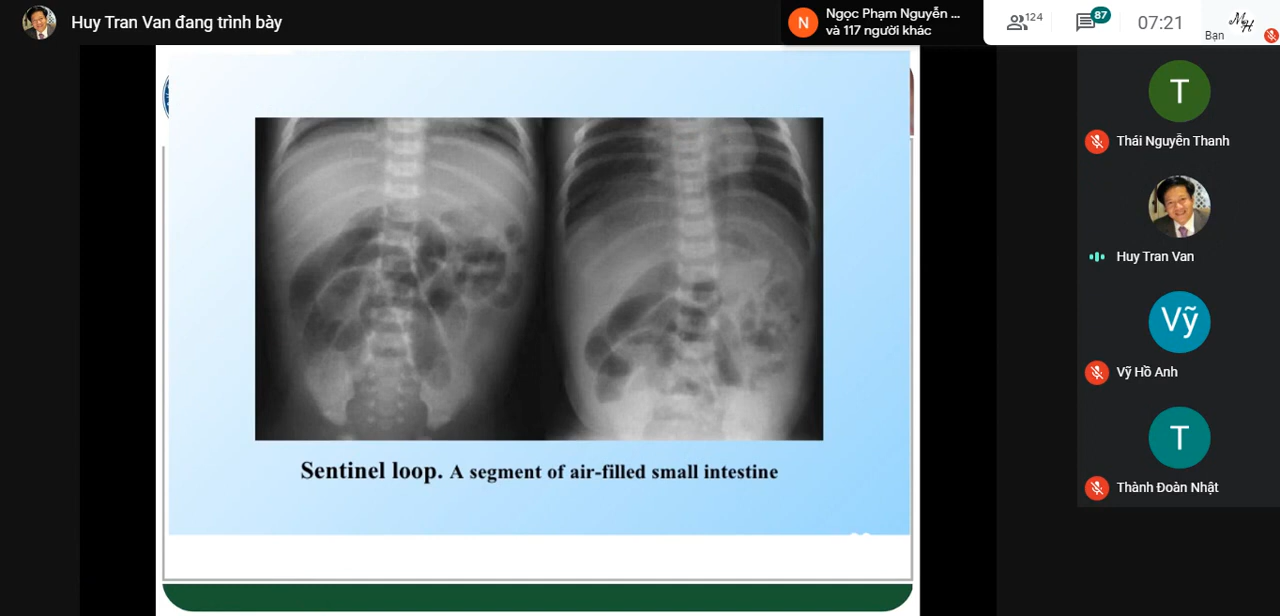 Huy Tran Van đang trình bày
N
Ngọc Phạm Nguyễn ...
và 117 người khác
124
87
07:21
Bạn
MH
T
Thái Nguyễn Thanh
Huy Tran Van
Vỹ
Vỹ Hồ Anh
T
Thành Đoàn Nhật
Sentinel loop. A segment of air-filled small intestine